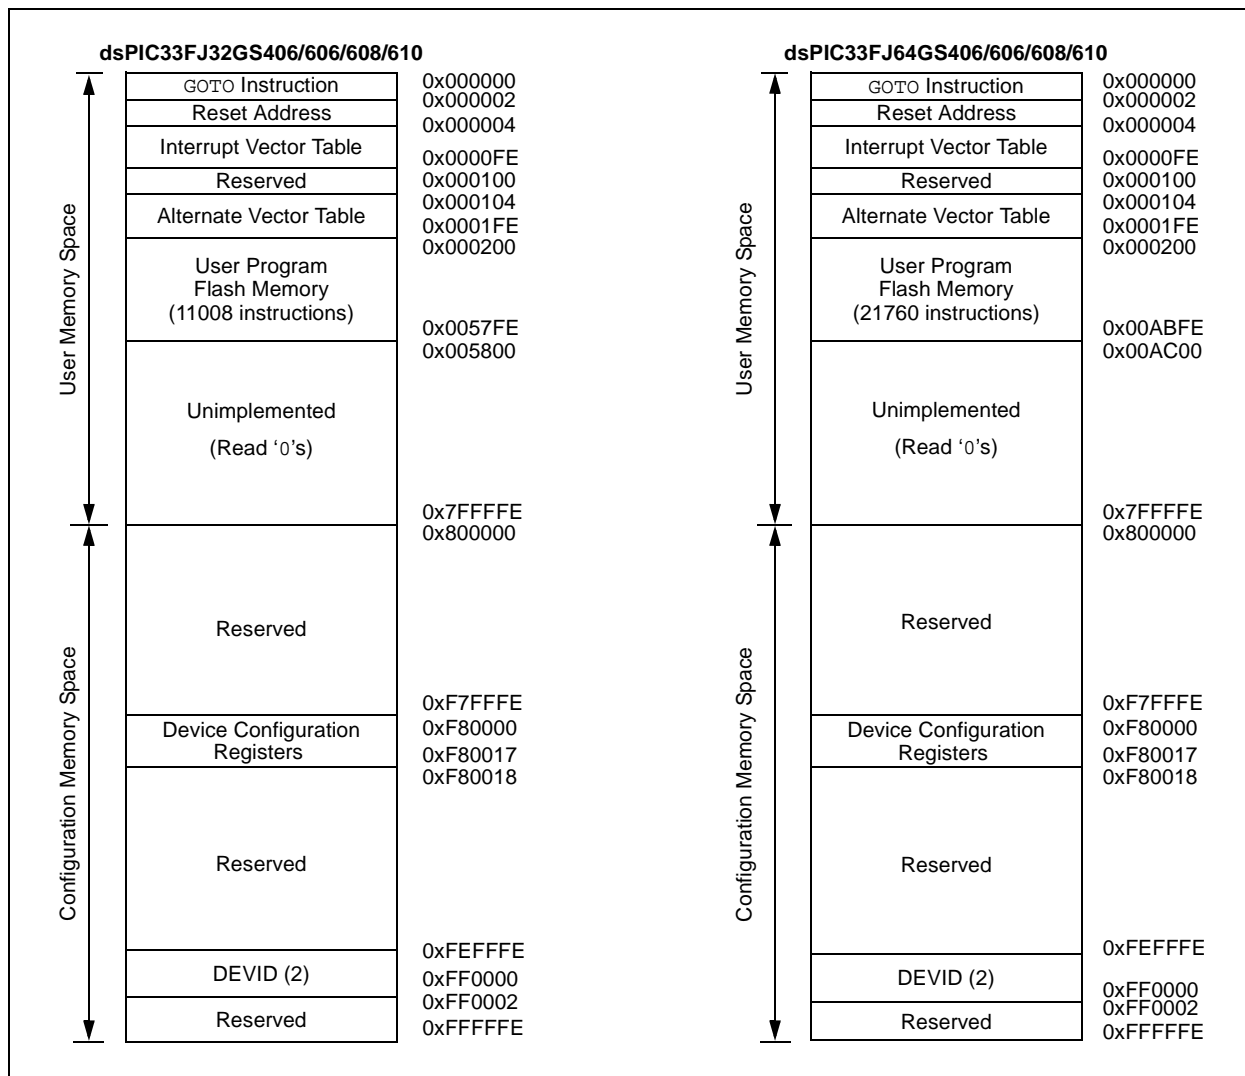 dsPIC33FJ32GS406/606/608/610
GOTO Instruction
0x000000
0x000002
Reset Address
0x000004
Interrupt Vector Table
0x0000FE
Reserved
0x000100
0x000104
Alternate Vector Table
0x0001FE
0x000200
User Program
Flash Memory
(11008 instructions)
0x0057FE
0x005800
Unimplemented
(Read ‘0’s)
0x7FFFFE
0x800000
Reserved
0xF7FFFE
Device Configuration
Registers
0xF80000
0xF80017
0xF80018
Reserved
0xFEFFFE
DEVID (2)
0xFF0000
0xFF0002
Reserved
0xFFFFFE
User Memory Space
Configuration Memory Space
dsPIC33FJ64GS406/606/608/610
GOTO Instruction
0x000000
0x000002
Reset Address
0x000004
Interrupt Vector Table
0x0000FE
Reserved
0x000100
0x000104
Alternate Vector Table
0x0001FE
0x000200
User Program
Flash Memory
(21760 instructions)
0x00ABFE
0x00AC00
Unimplemented
(Read ‘0’s)
0x7FFFFE
0x800000
Reserved
0xF7FFFE
Device Configuration
Registers
0xF80000
0xF80017
0xF80018
Reserved
0xFEFFFE
DEVID (2)
0xFF0000
0xFF0002
Reserved
0xFFFFFE
User Memory Space
Configuration Memory Space